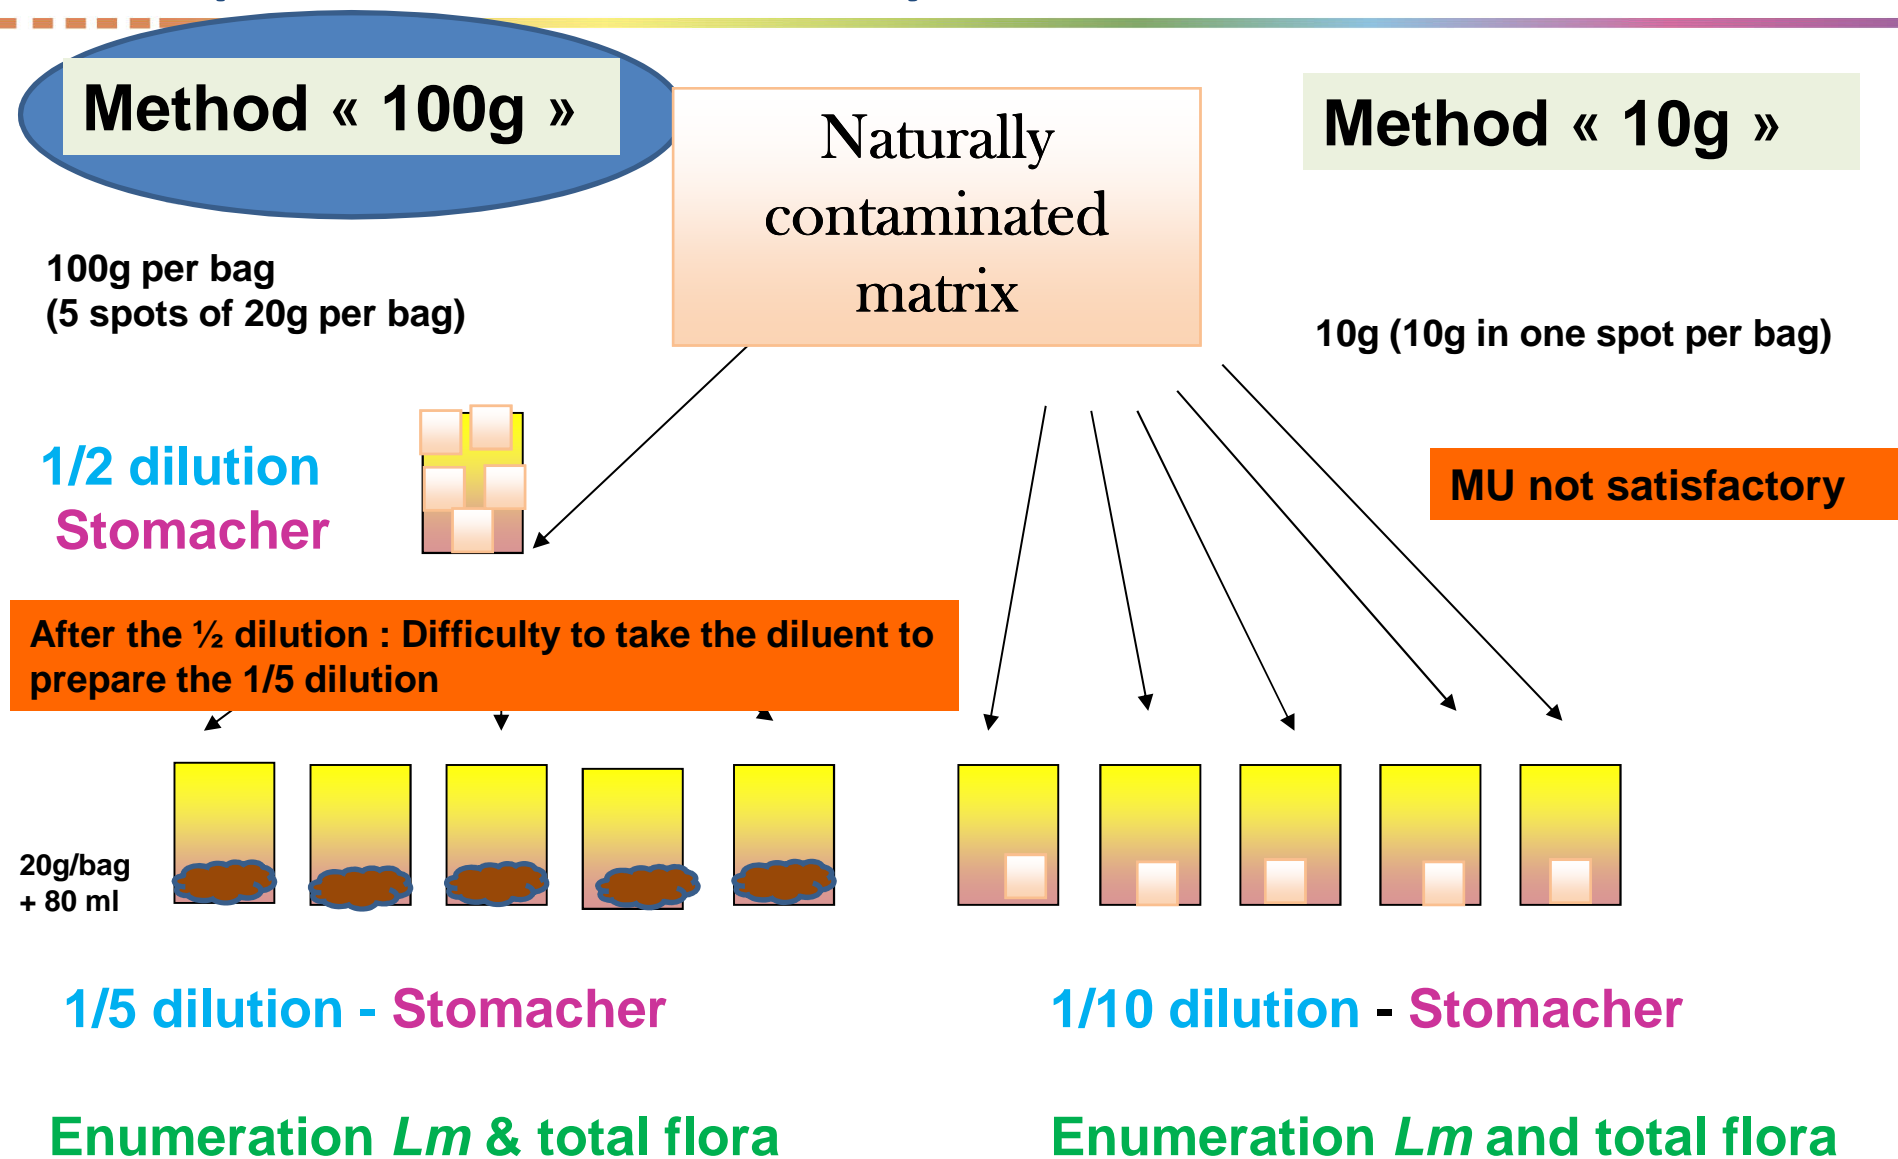 Method « 100g »
Naturally
contaminated
matrix
Method « 10g »
100g per bag
(5 spots of 20g per bag)
10g (10g in one spot per bag)
1/2 dilution
Stomacher
MU not satisfactory
After the ½ dilution : Difficulty to take the diluent to
prepare the 1/5 dilution
20g/bag
+ 80 ml
1/5 dilution - Stomacher
1/10 dilution - Stomacher
Enumeration Lm & total flora
Enumeration Lm and total flora